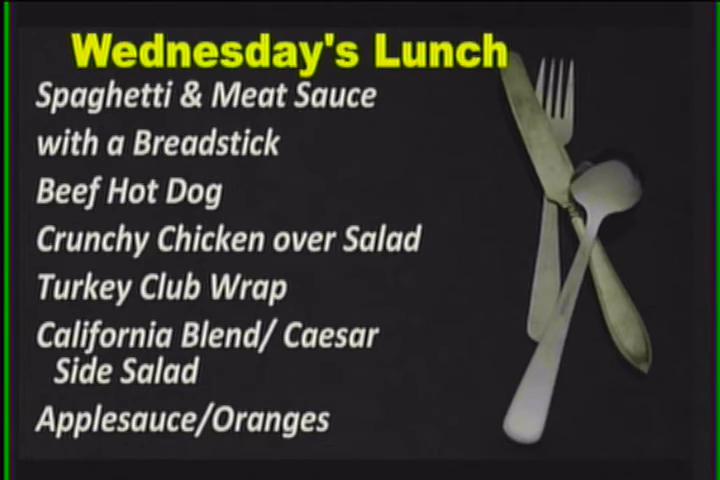 Wednesday's Lunch
Spaghetti & Meat Sauce
with a Breadstick
Beef Hot Dog
Crunchy Chicken over Salad
Turkey Club Wrap
California Blend/ Caesar
Side Salad
Applesauce/Oranges